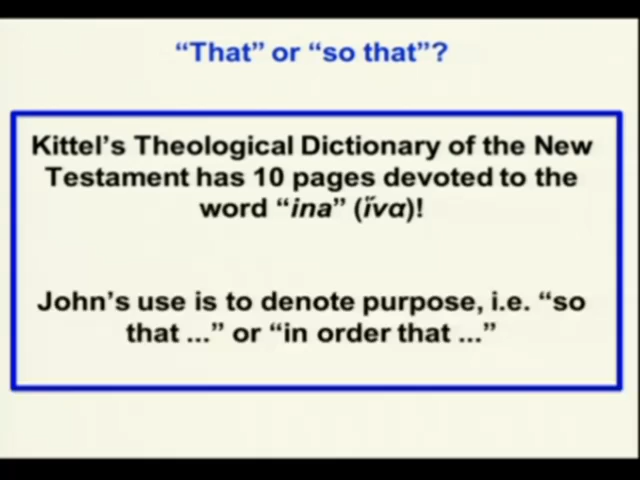 “That” or “so that”?
Kittel’s Theological Dictionary of the New
Testament has 10 pages devoted to the
word “ina” (ἵνα)!
John’s use is to denote purpose, i.e. “so
that ...” or “in order that ...”